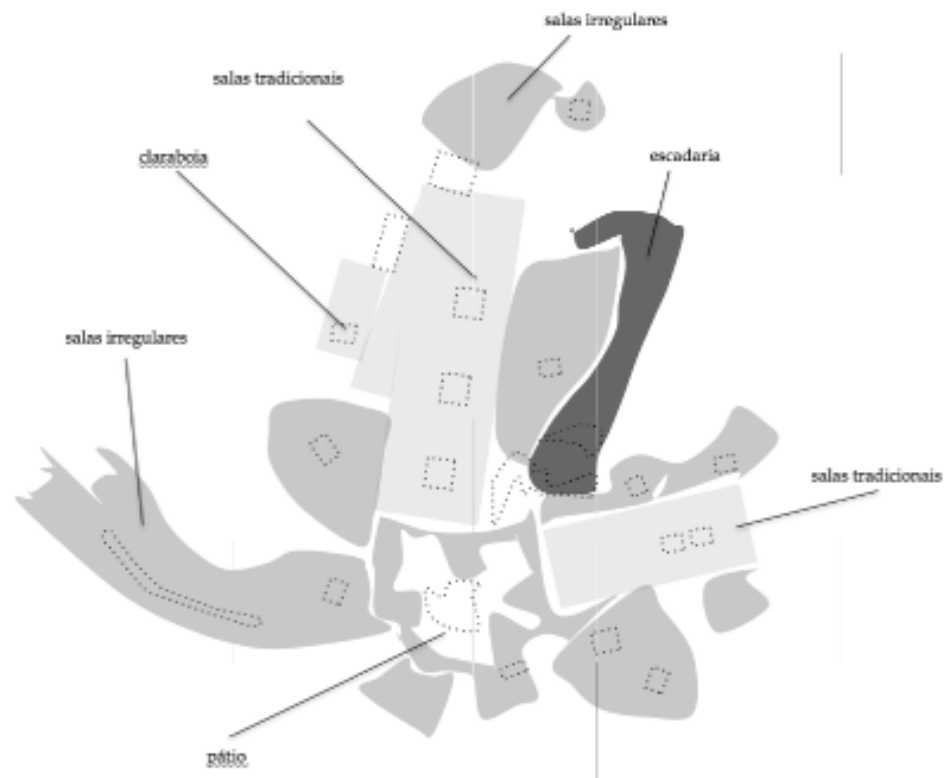 salas irregulares
salas tradicionais
claraboia
escadaria
salas irregulares
salas tradicionais
pátio